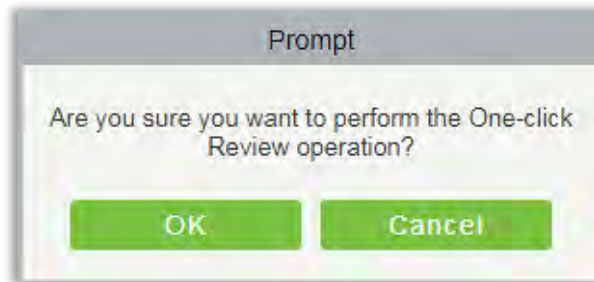 Prompt
Are you sure you want to perform the One-click
Review operation?
OK
Cancel